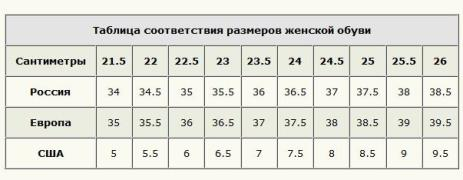 Таблица соответствия размеров женской обуви
Сантиметры 21.5 22 22.5 23 23.5 24 24.5 25 25.5 26
Россия 34 34.5 35 35.5 36 36.5 37 37.5 38 38.5
Европа 35 35.5 36 36.5 37 37.5 38 38.5 39 39.5
США 5 5.5 6 6.5 7 7.5 8 8.5 9 9.5